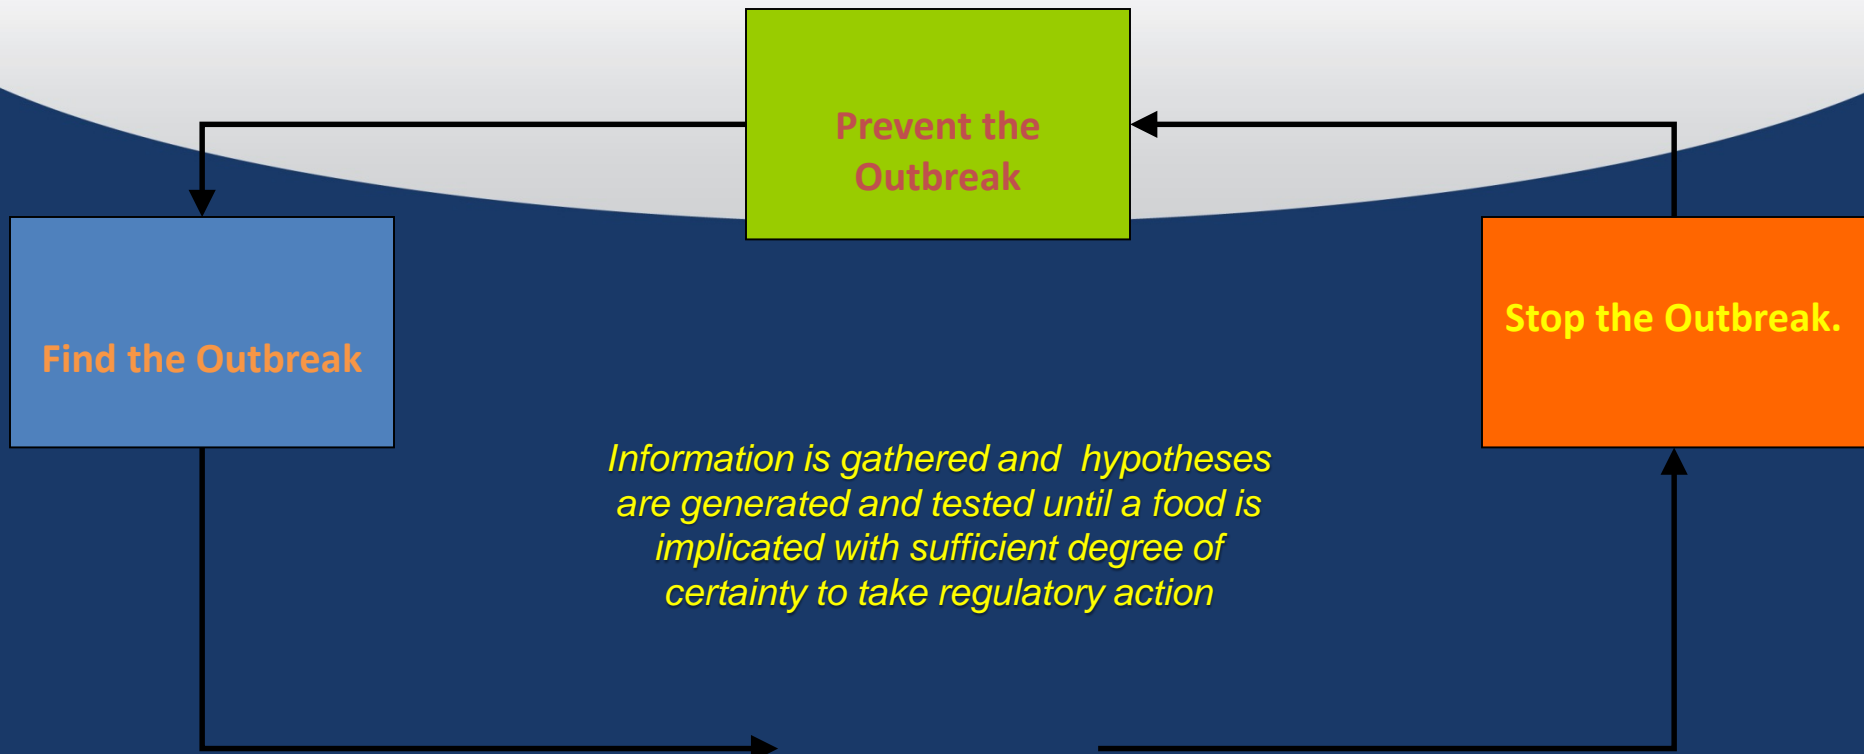 Prevent the
Outbreak
Find the Outbreak
Stop the Outbreak.
Information is gathered and  hypotheses
are generated and tested until a food is
implicated with sufficient degree of
certainty to take regulatory action